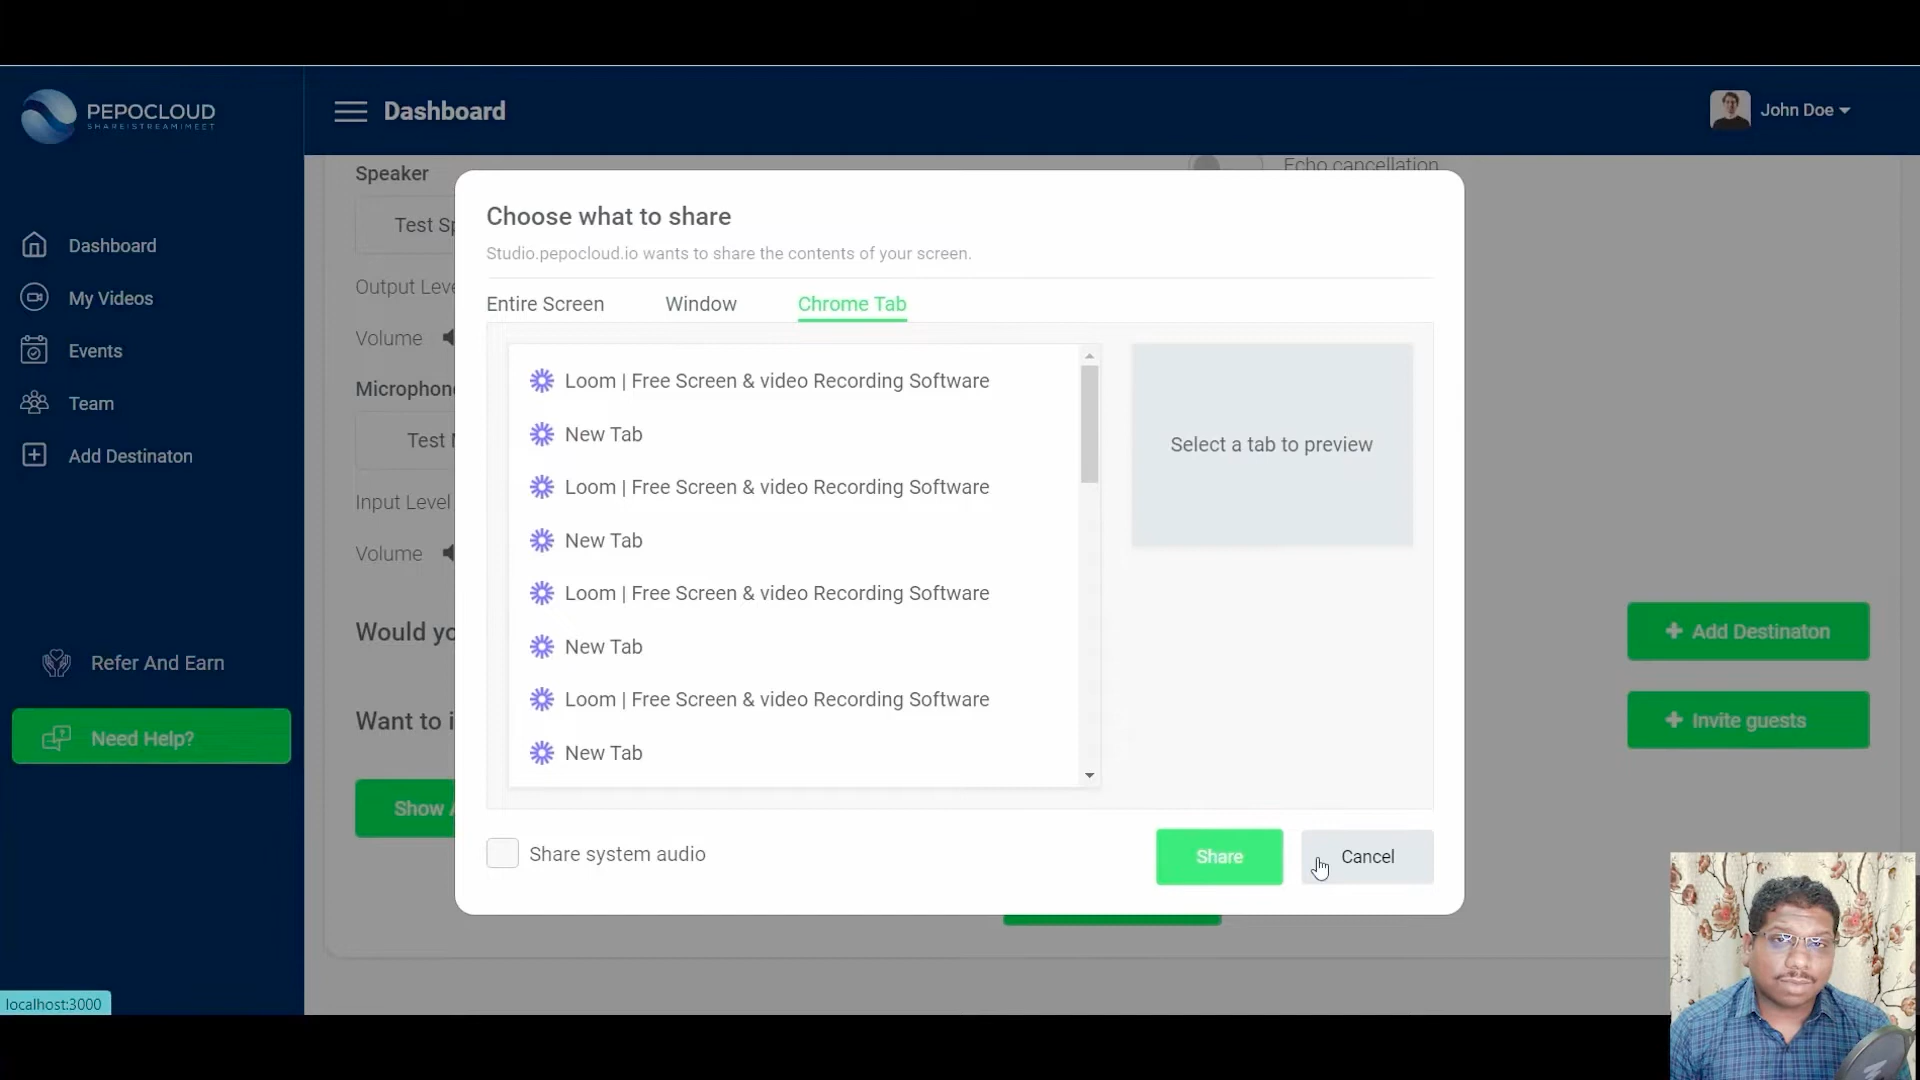 PEPOCLOUD
SHARE|STREAM|MEET
Dashboard
John Doe
Dashboard
My Videos
Events
Team
Add Destinaton
Refer And Earn
Need Help?
localhost:3000
Speaker
Echo cancellation
Test
Output
Volume
Microphon
Test
Input Level
Volume
Would
Want to
Show
Add Destinaton
Invite guests
Choose what to share
Studio.pepocloud.io wants to share the contents of your screen.
Entire Screen
Window
Chrome Tab
Loom | Free Screen & video Recording Software
New Tab
Loom | Free Screen & video Recording Software
New Tab
Loom | Free Screen & video Recording Software
New Tab
Loom | Free Screen & video Recording Software
New Tab
Select a tab to preview
Share system audio
Share
Cancel